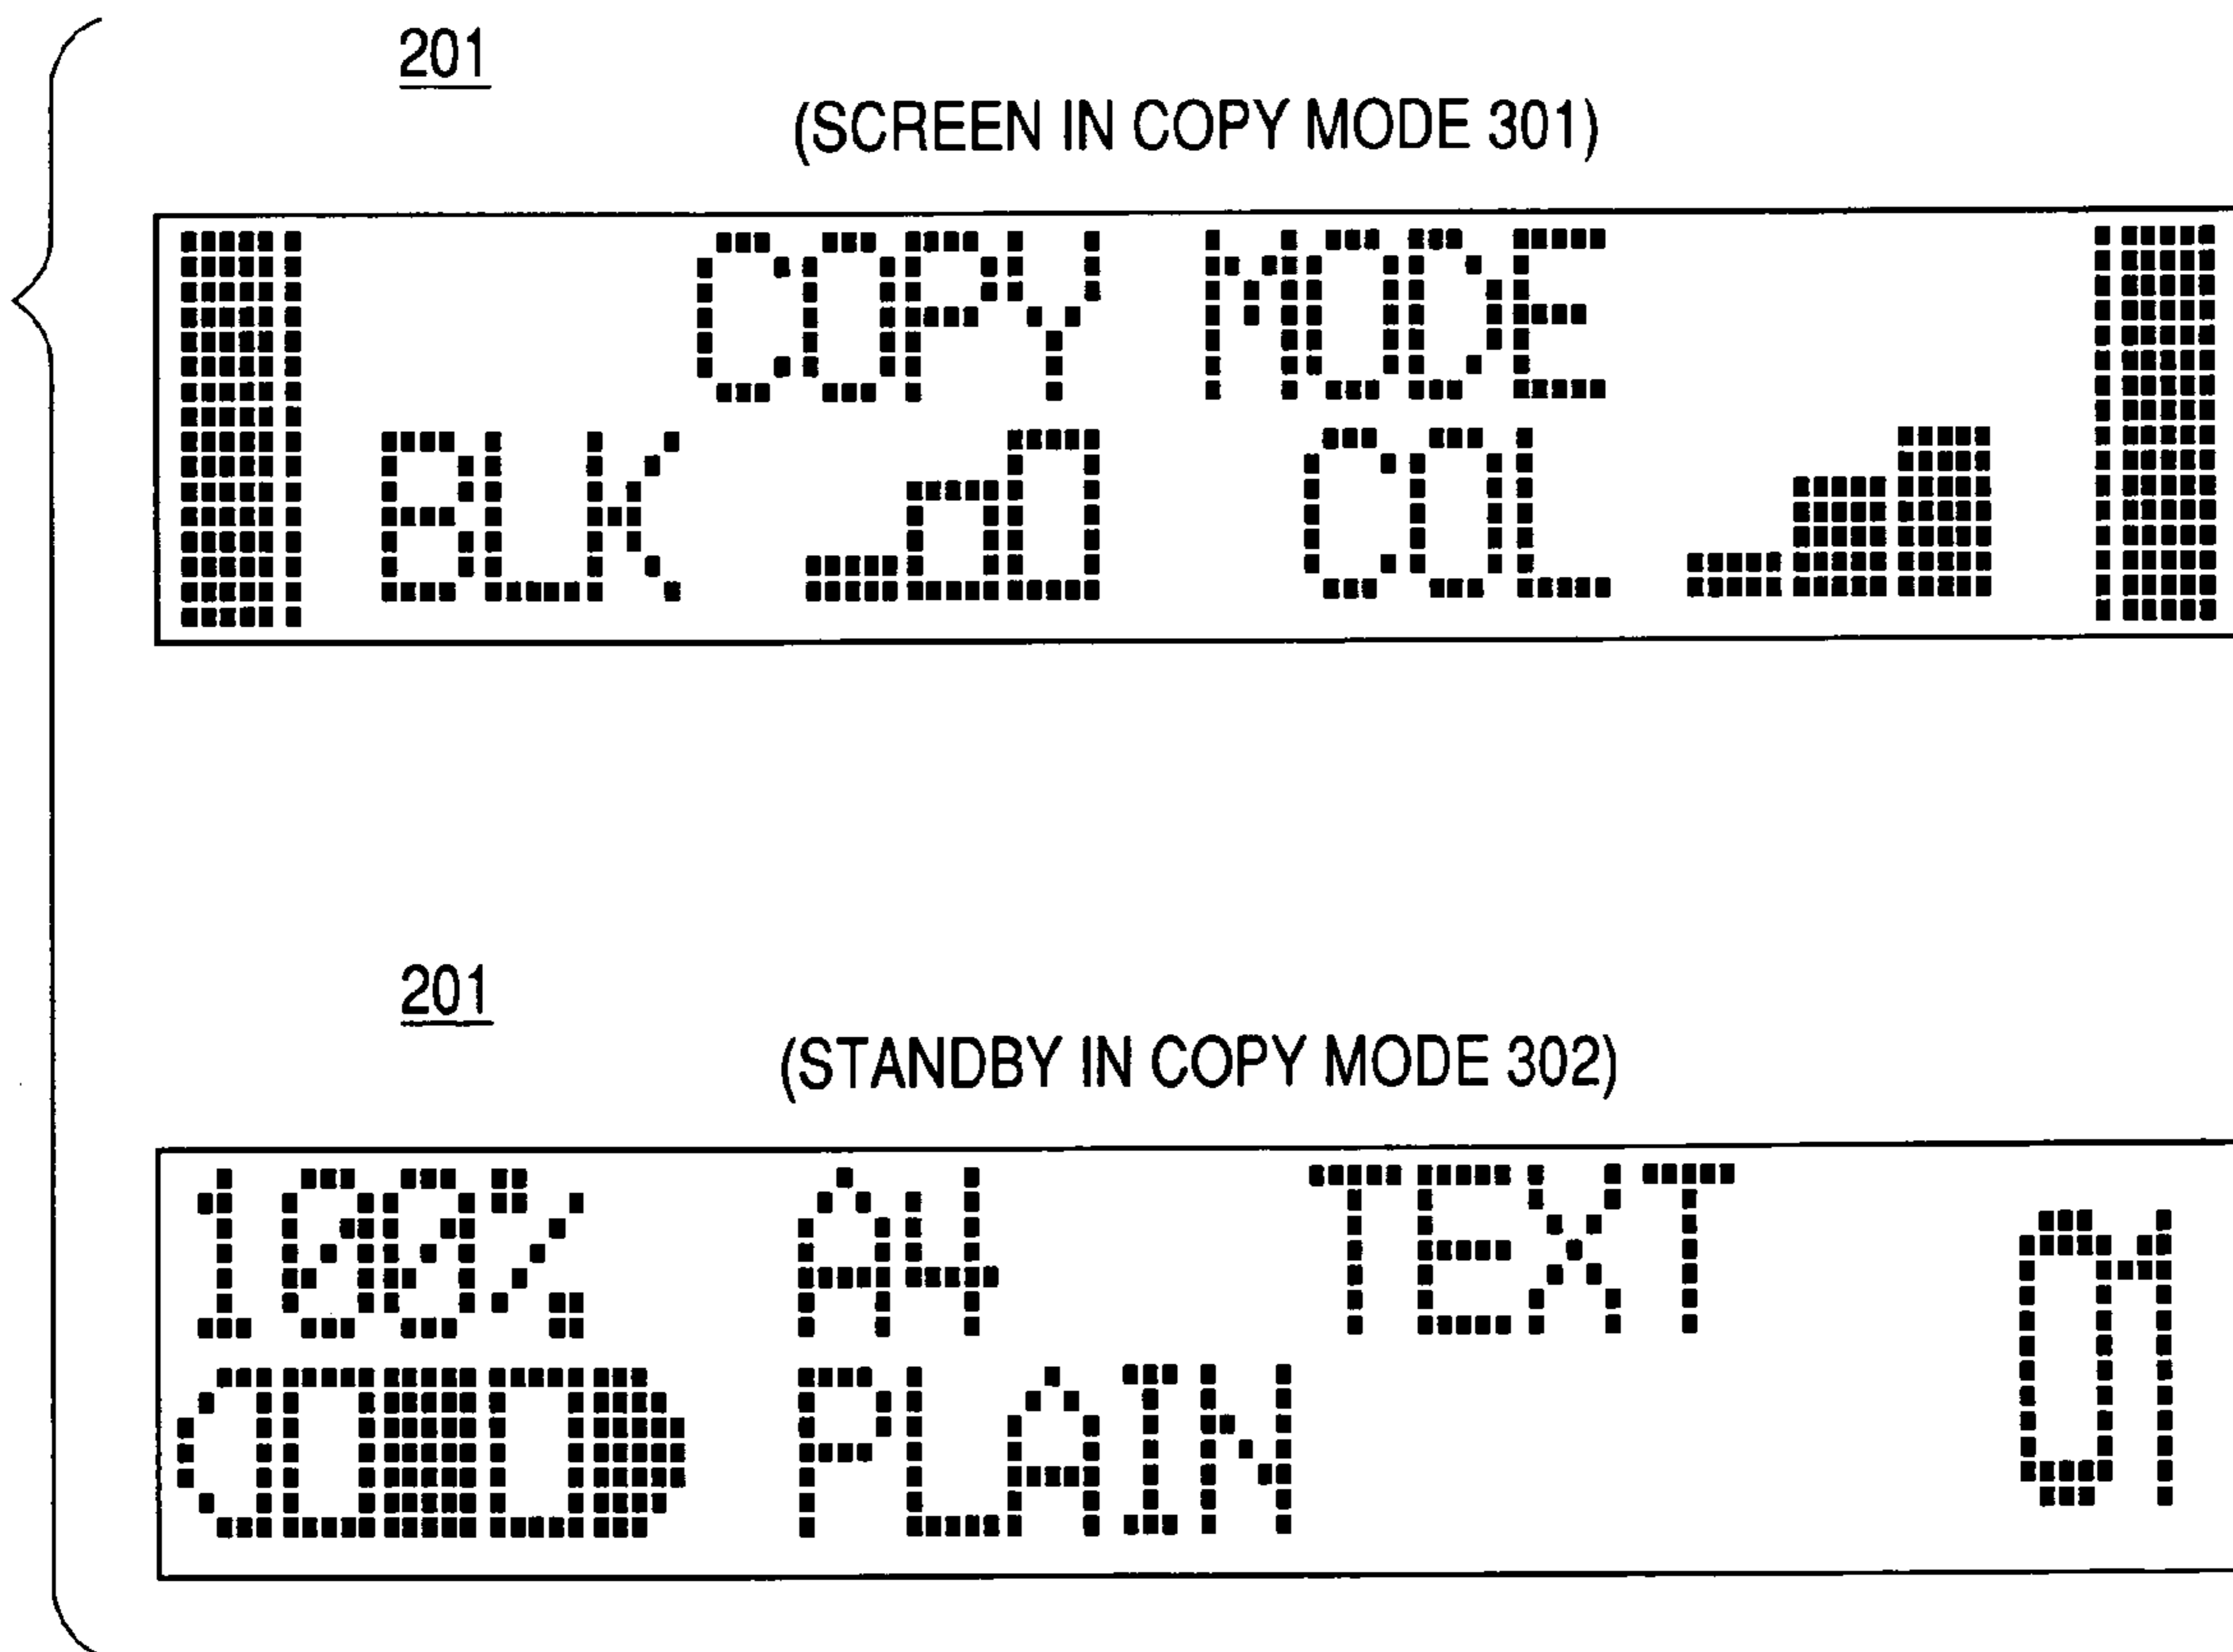 201
(SCREEN IN COPY MODE 301)
COPY MODE
BLK COL
201
(STANDBY IN COPY MODE 302)
100% A4 TEXT 01
PLAIN